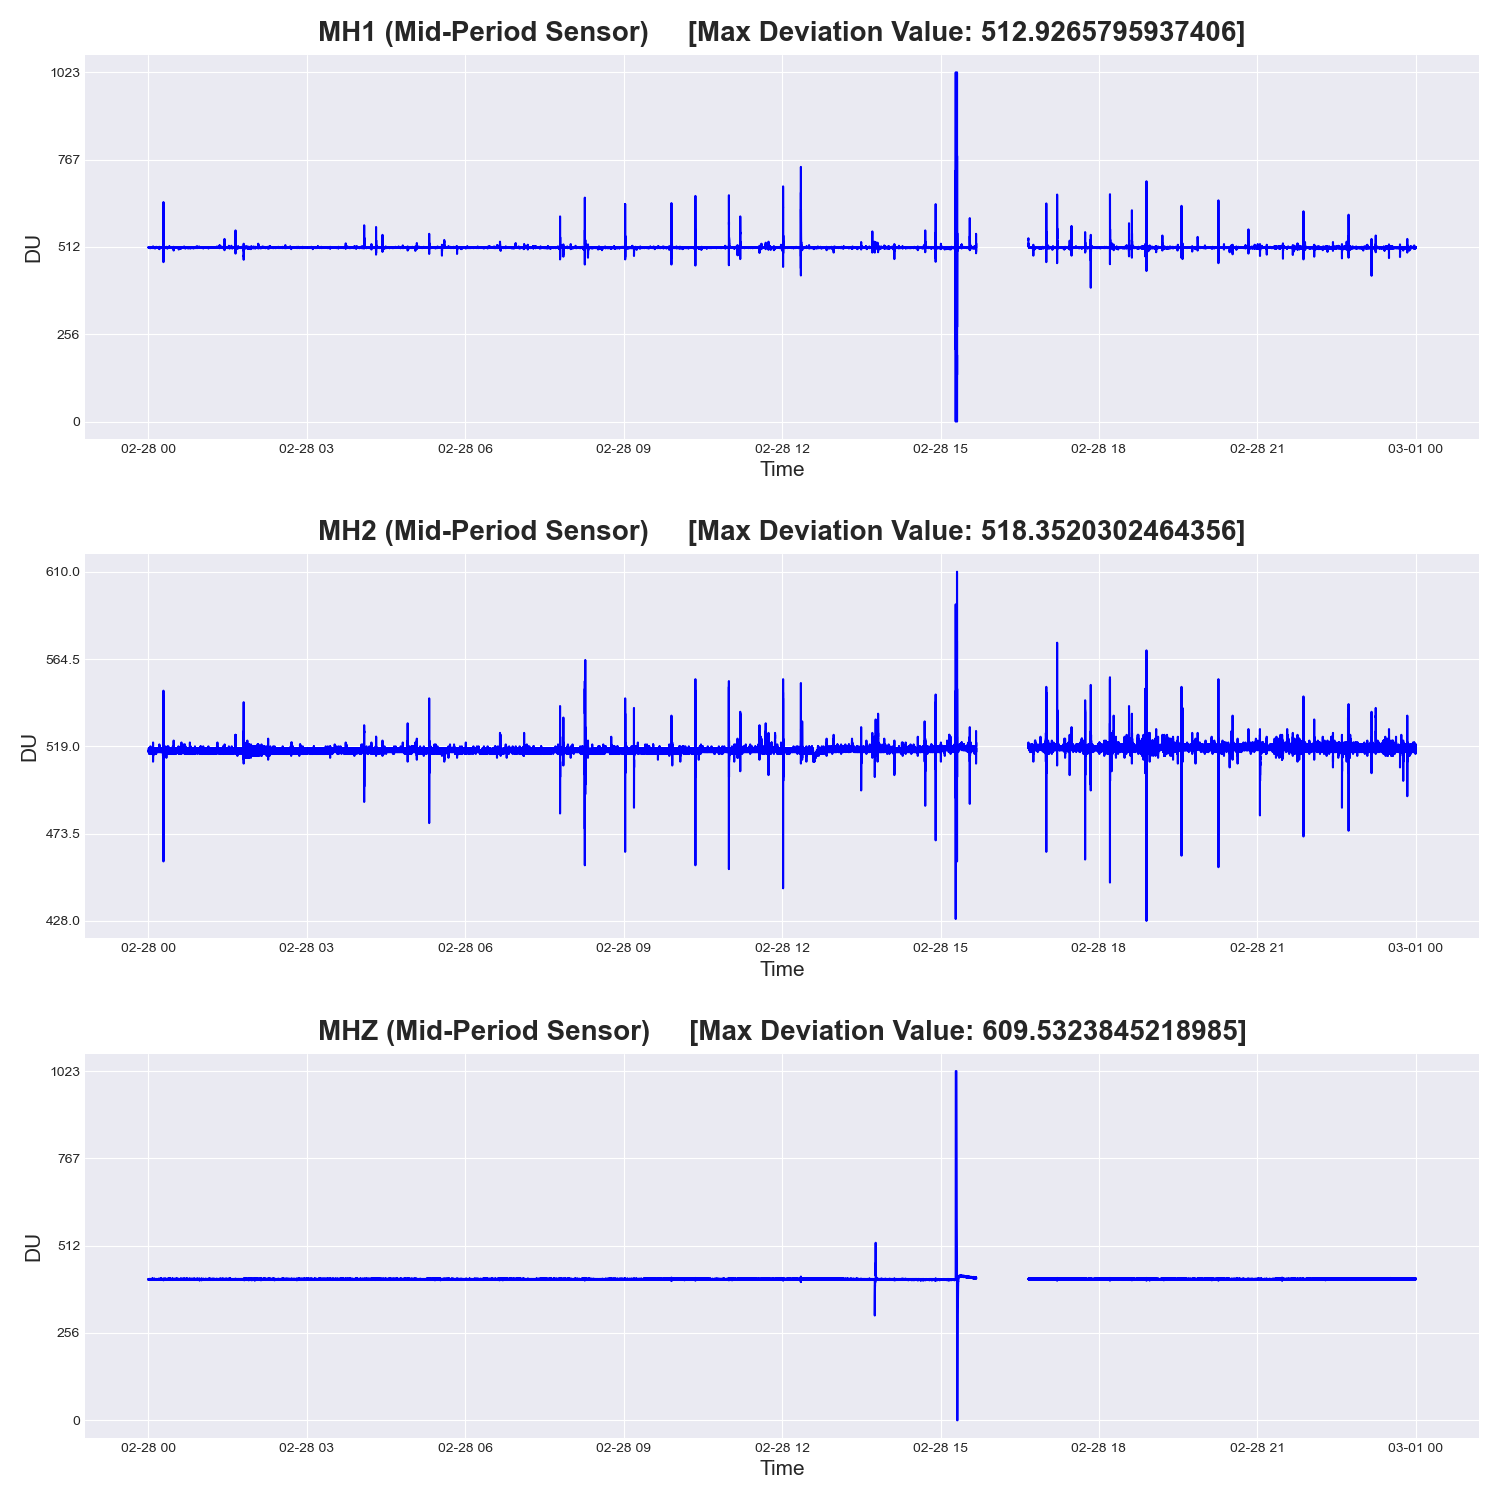 MH1 (Mid-Period Sensor) [Max Deviation Value: 512.9265795937406]
1023
767
512
256
0
DU
02-28 00 02-28 03 02-28 06 02-28 09 02-28 12 02-28 15 02-28 18 02-28 21 03-01 00
Time
MH2 (Mid-Period Sensor) [Max Deviation Value: 518.3520302464356]
610.0
564.5
519.0
473.5
428.0
DU
02-28 00 02-28 03 02-28 06 02-28 09 02-28 12 02-28 15 02-28 18 02-28 21 03-01 00
Time
MHZ (Mid-Period Sensor) [Max Deviation Value: 609.5323845218985]
1023
767
512
256
0
DU
02-28 00 02-28 03 02-28 06 02-28 09 02-28 12 02-28 15 02-28 18 02-28 21 03-01 00
Time